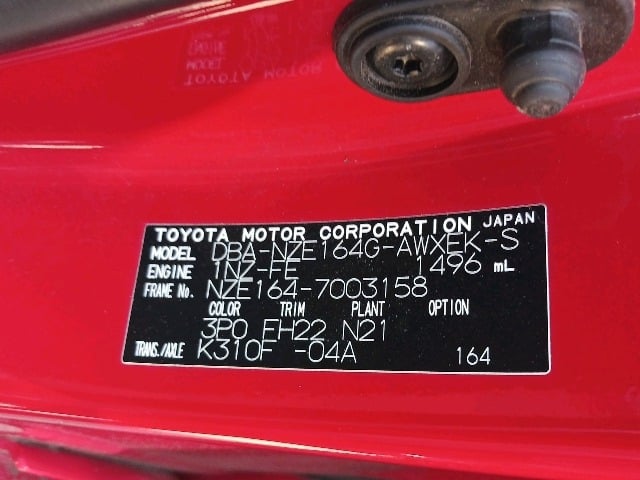 TOYOTA MOTOR CORPORATION JAPAN
MODEL DBA-NZE164G-AWXEK-S
ENGINE 1NZ-FE 1496 mL
FRAME No. NZE164-7003158
COLOR TRIM PLANT OPTION
3P0 EH22 N21
TRANS./AXLE K310F -04A 164